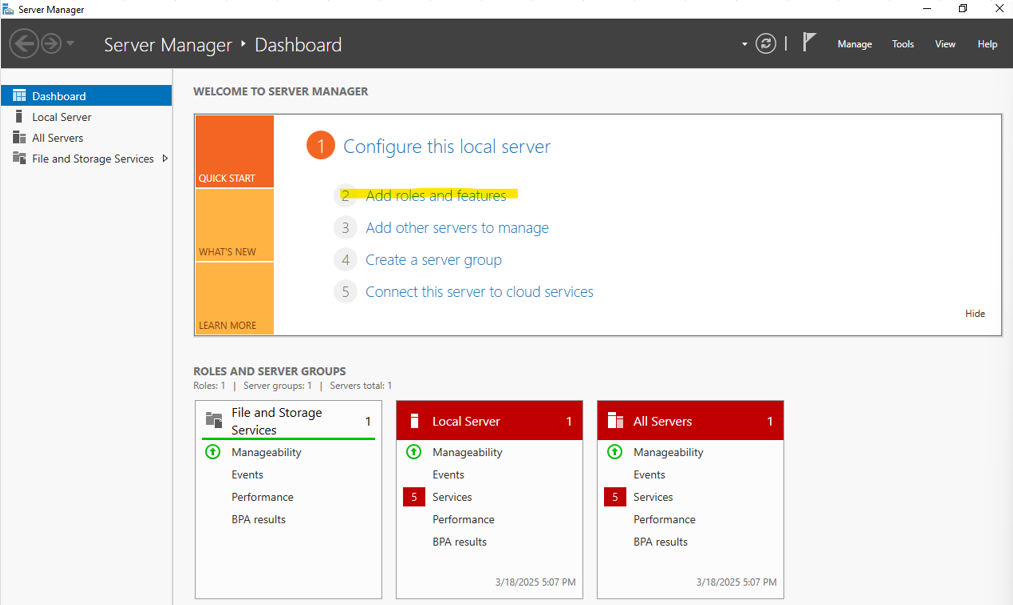 Server Manager
Server Manager ‣ Dashboard
Manage Tools View Help
Dashboard
Local Server
All Servers
File and Storage Services
WELCOME TO SERVER MANAGER
QUICK START
WHAT'S NEW
LEARN MORE
1 Configure this local server
2 Add roles and features
3 Add other servers to manage
4 Create a server group
5 Connect this server to cloud services
Hide
ROLES AND SERVER GROUPS
Roles: 1 | Server groups: 1 | Servers total: 1
File and Storage
Services 1
Manageability
Events
Performance
BPA results
Local Server 1
Manageability
Events
5 Services
Performance
BPA results
3/18/2025 5:07 PM
All Servers 1
Manageability
Events
5 Services
Performance
BPA results
3/18/2025 5:07 PM